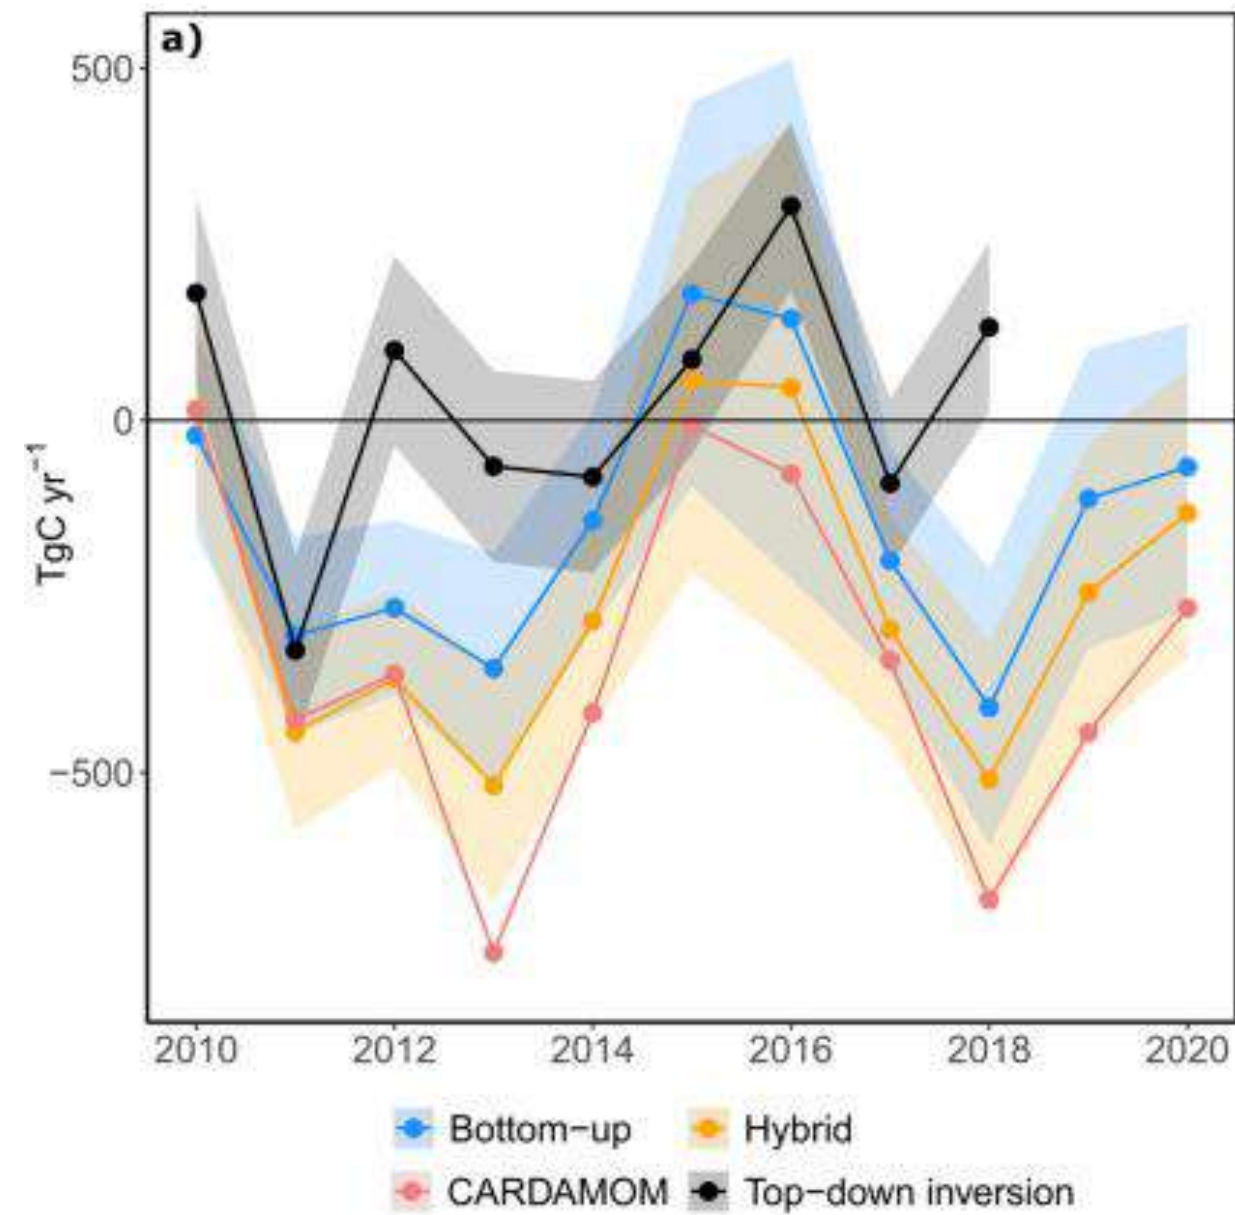 a)
500
0
−500
TgC yr⁻¹
2010 2012 2014 2016 2018 2020
Bottom−up Hybrid
CARDAMOM Top−down inversion